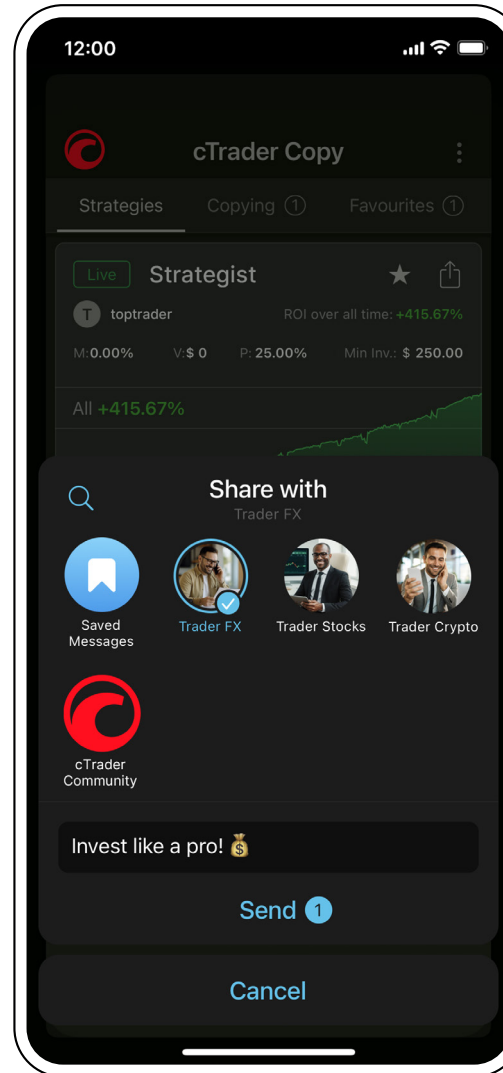 12:00
cTrader Copy
Strategies Copying 1 Favourites 1
Live Strategist
T toptrader ROI over all time: +415.67%
M:0.00% V:$ 0 P: 25.00% Min Inv.: $ 250.00
All +415.67%
Share with
Trader FX
Saved
Messages
Trader FX Trader Stocks Trader Crypto
cTrader
Community
Invest like a pro! 💰
Send 1
Cancel